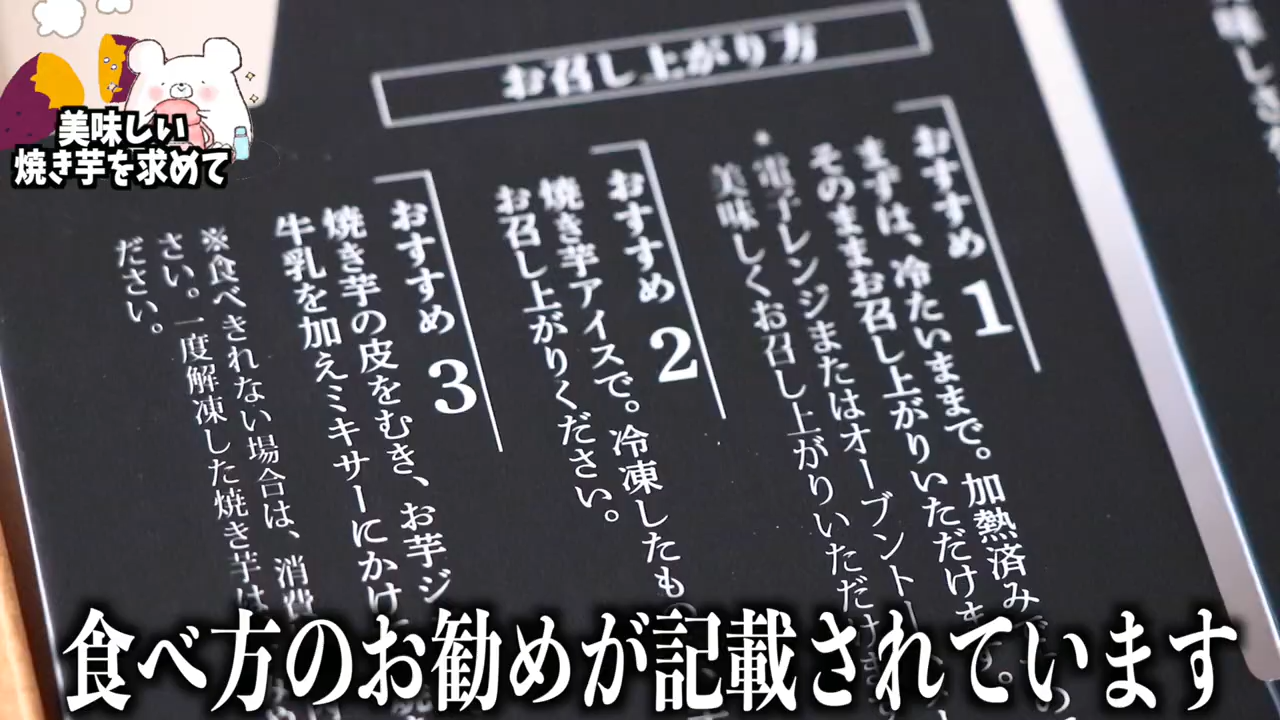 美味しい
焼き芋を求めて
お召し上がり方
おすすめ 1
まずは、冷たいままで。加熱済み
そのままお召し上がりいただけます。
電子レンジまたはオーブントー
美味しくお召し上がりいただけま
おすすめ 2
焼き芋アイスで。冷凍したも
お召し上がりください。
おすすめ 3
焼き芋の皮をむき、お芋ジ
牛乳を加えミキサーにかけ
※食べきれない場合は、消費
さい。一度解凍した焼き芋は
ださい。
食べ方のお勧めが記載されています